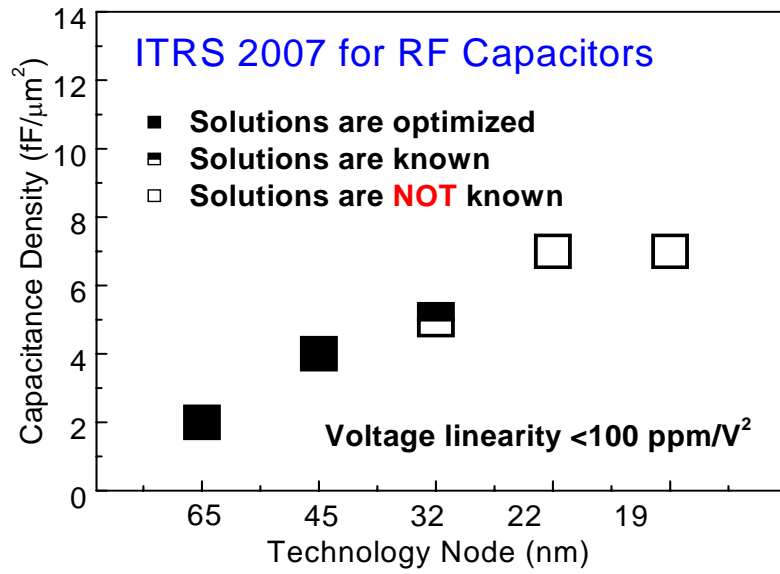 ITRS 2007 for RF Capacitors
Solutions are optimized
Solutions are known
Solutions are NOT known
Capacitance Density (fF/μm²)
14
12
10
8
6
4
2
0
Voltage linearity <100 ppm/V²
65 45 32 22 19
Technology Node (nm)